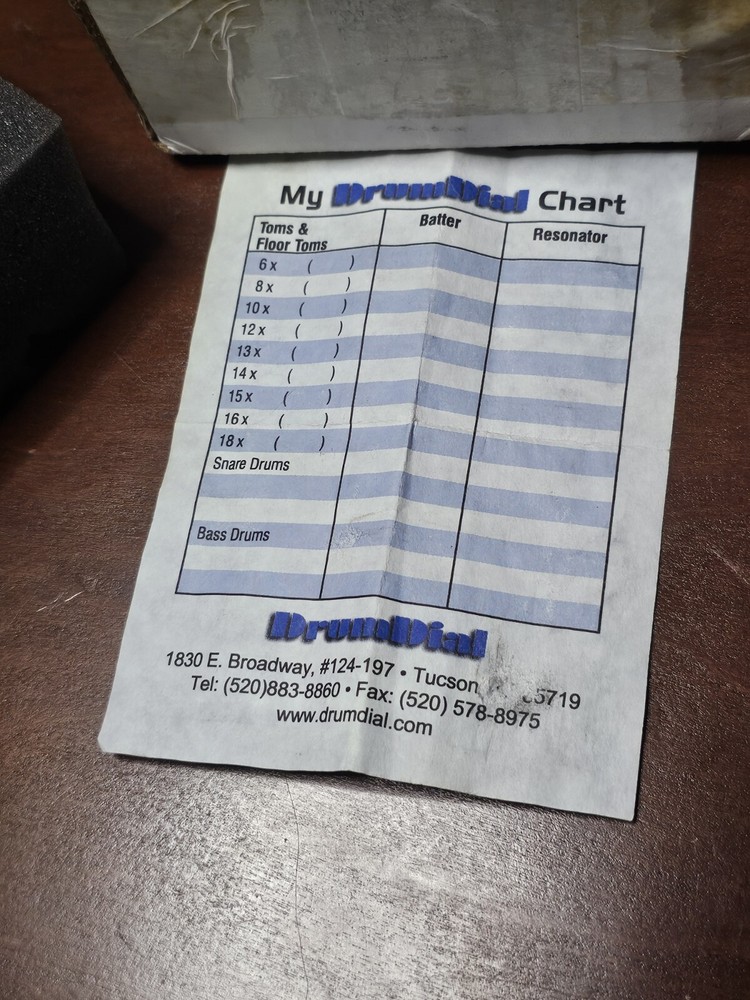 My DrumDial Chart
Toms & Floor Toms Batter Resonator
6 x ( )
8 x ( )
10 x ( )
12 x ( )
13 x ( )
14 x ( )
15 x ( )
16 x ( )
18 x ( )
Snare Drums
Bass Drums
DrumDial
1830 E. Broadway, #124-197 • Tucson
Tel: (520)883-8860 • Fax: (520) 578-8975
www.drumdial.com